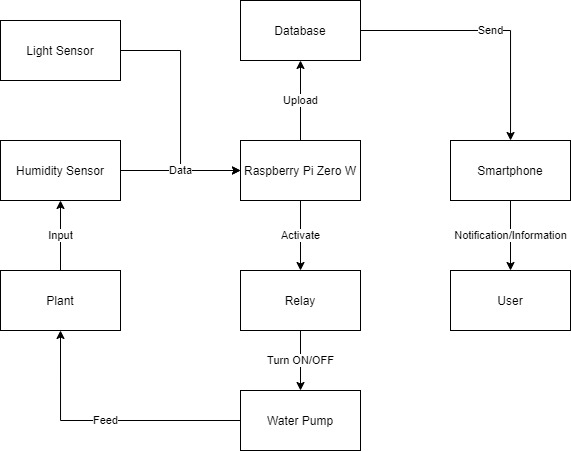 Database
Send
Light Sensor
Upload
Humidity Sensor
Data
Raspberry Pi Zero W
Smartphone
Input
Activate
Notification/Information
Plant
Relay
User
Turn ON/OFF
Feed
Water Pump